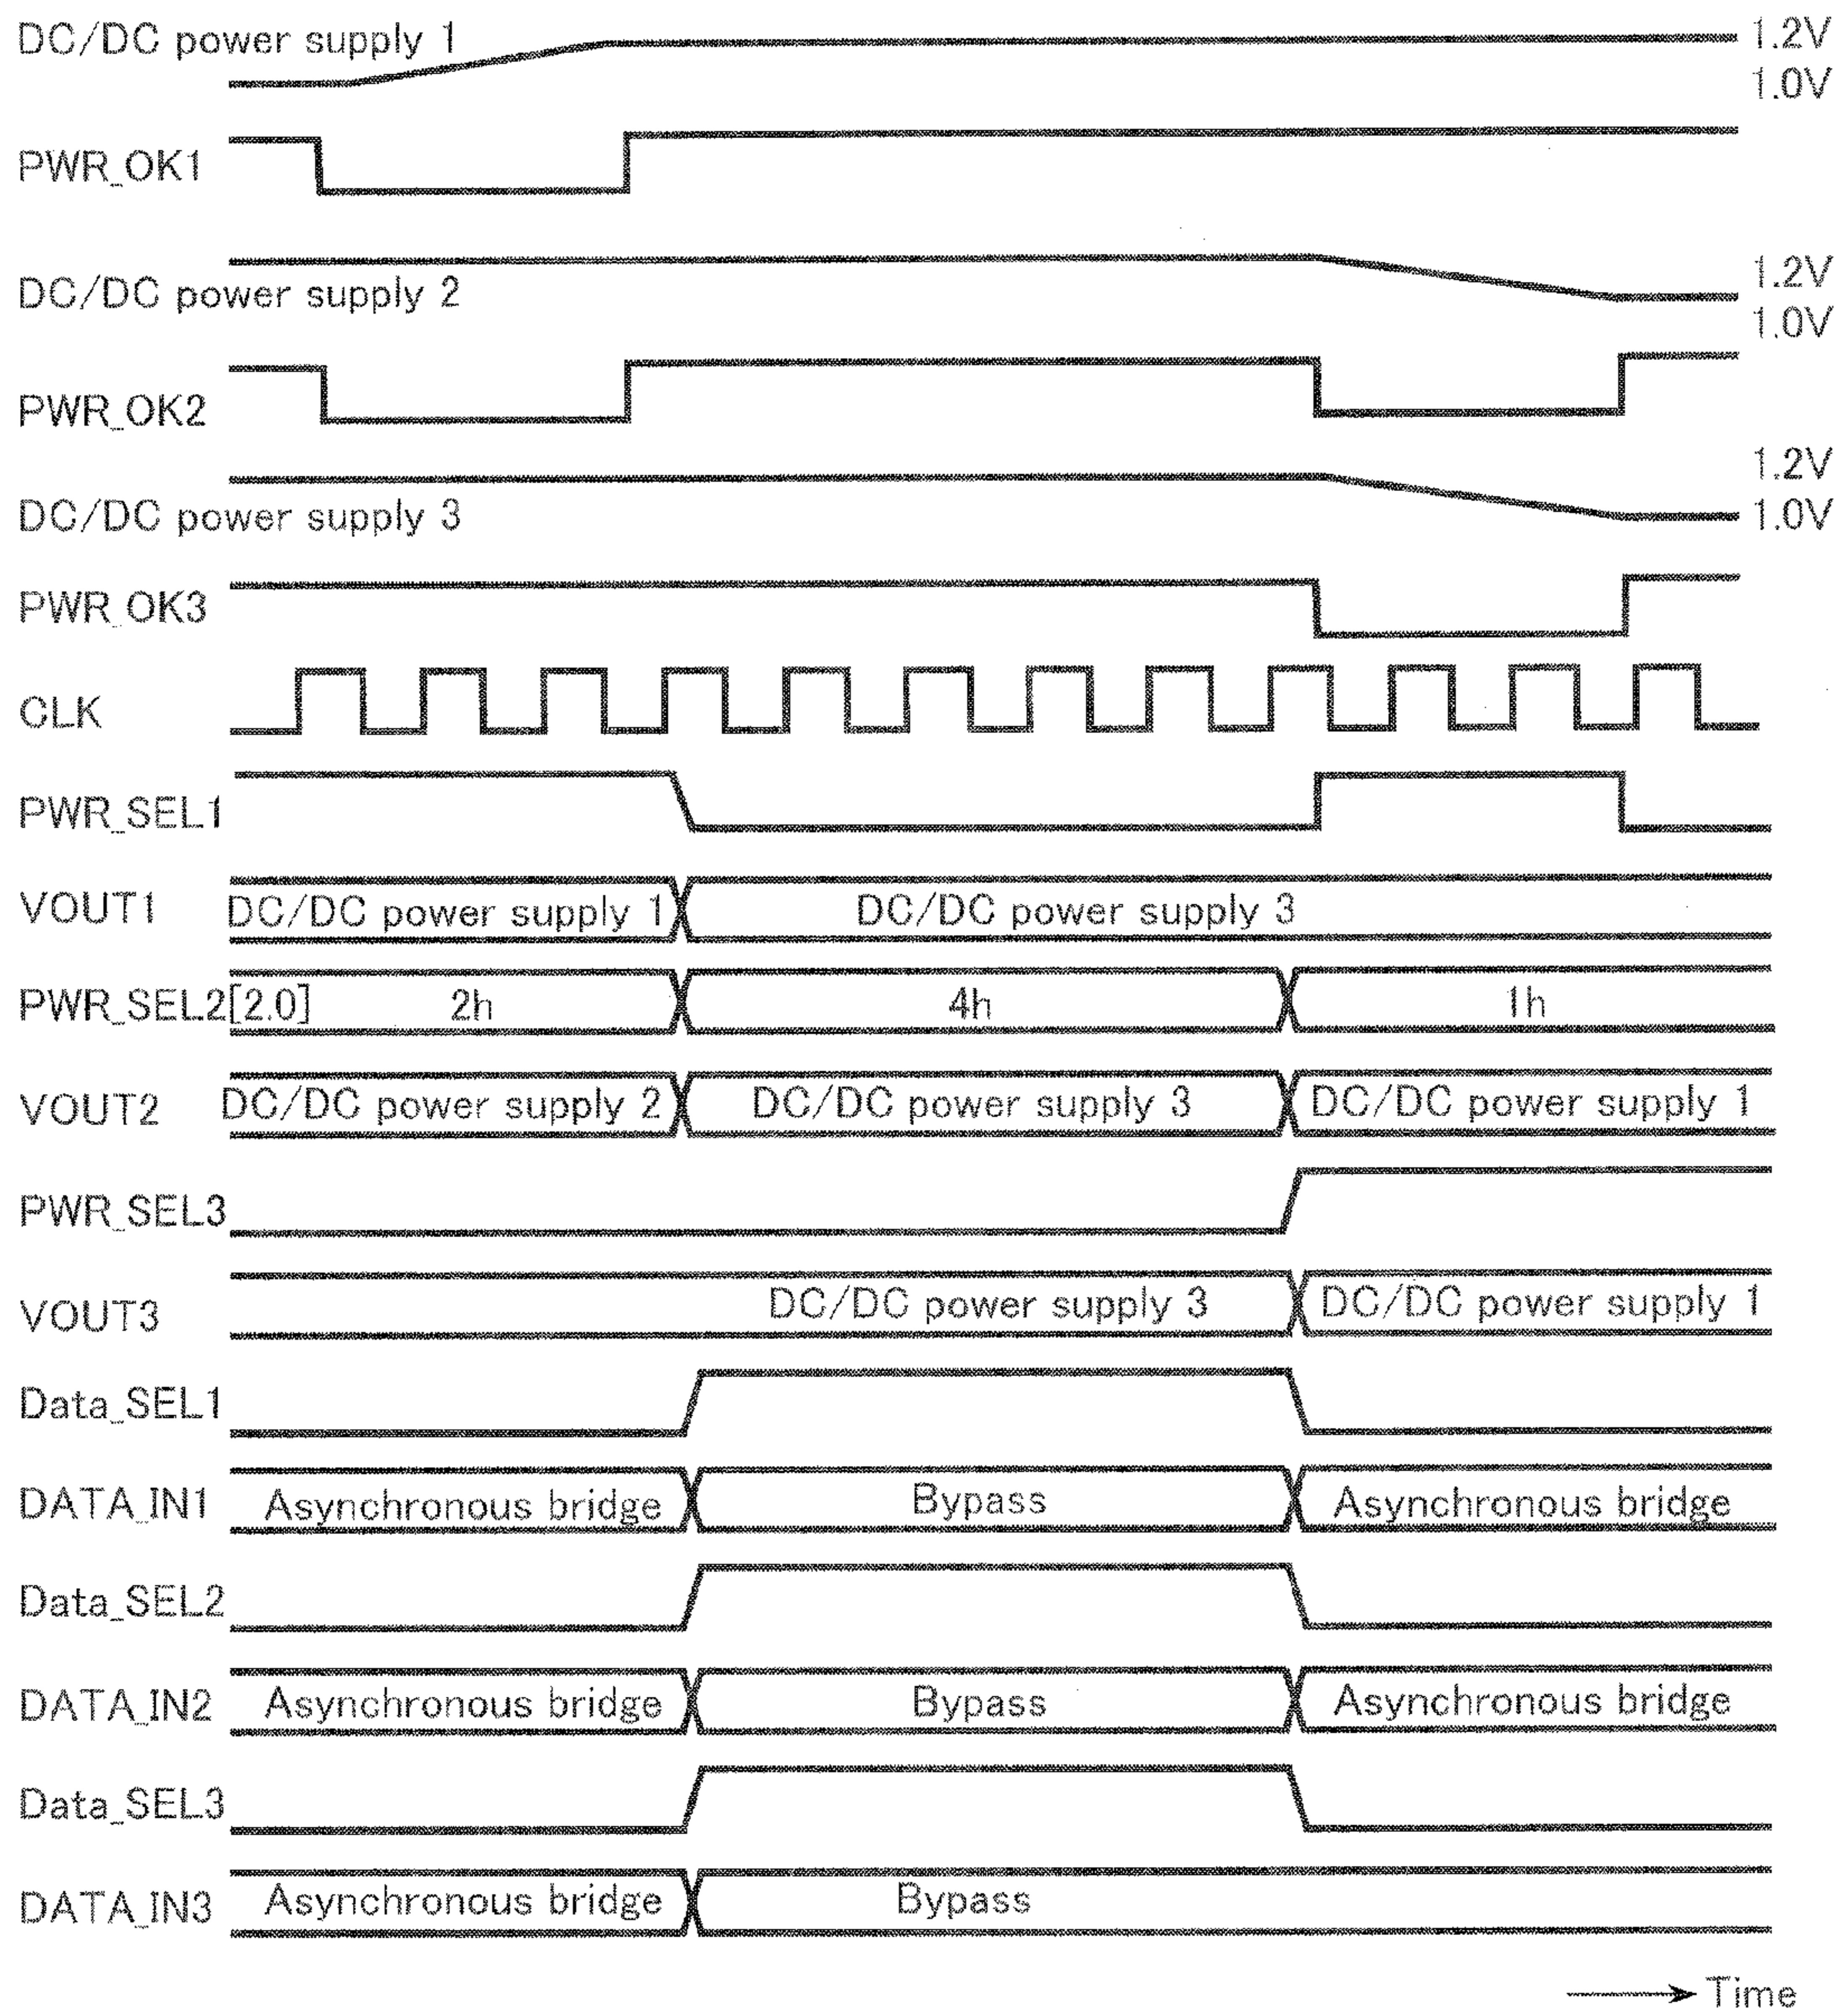 DC/DC power supply 1 1.2V
1.0V
PWR_OK1
DC/DC power supply 2 1.2V
1.0V
PWR_OK2
1.2V
DC/DC power supply 3 1.0V
PWR_OK3
CLK
PWR_SEL1
VOUT1 DC/DC power supply 1 DC/DC power supply 3
PWR_SEL2[2.0] 2h 4h 1h
VOUT2 DC/DC power supply 2 DC/DC power supply 3 DC/DC power supply 1
PWR_SEL3
VOUT3 DC/DC power supply 3 DC/DC power supply 1
Data_SEL1
DATA_IN1 Asynchronous bridge Bypass Asynchronous bridge
Data_SEL2
DATA_IN2 Asynchronous bridge Bypass Asynchronous bridge
Data_SEL3
DATA_IN3 Asynchronous bridge Bypass
Time